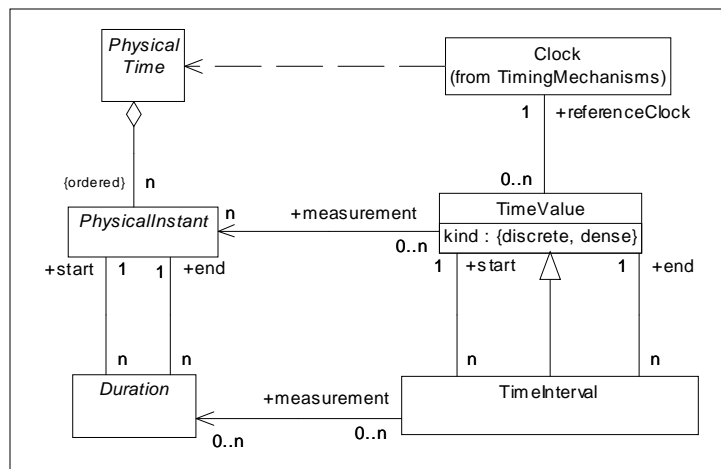 Physical
Time
Clock
(from TimingMechanisms)
1
+referenceClock
{ordered}
n
0..n
PhysicalInstant
n
+measurement
0..n
TimeValue
kind : {discrete, dense}
+start
1
1
+end
1
+start
1
+end
n
n
n
n
Duration
+measurement
0..n
0..n
TimeInterval